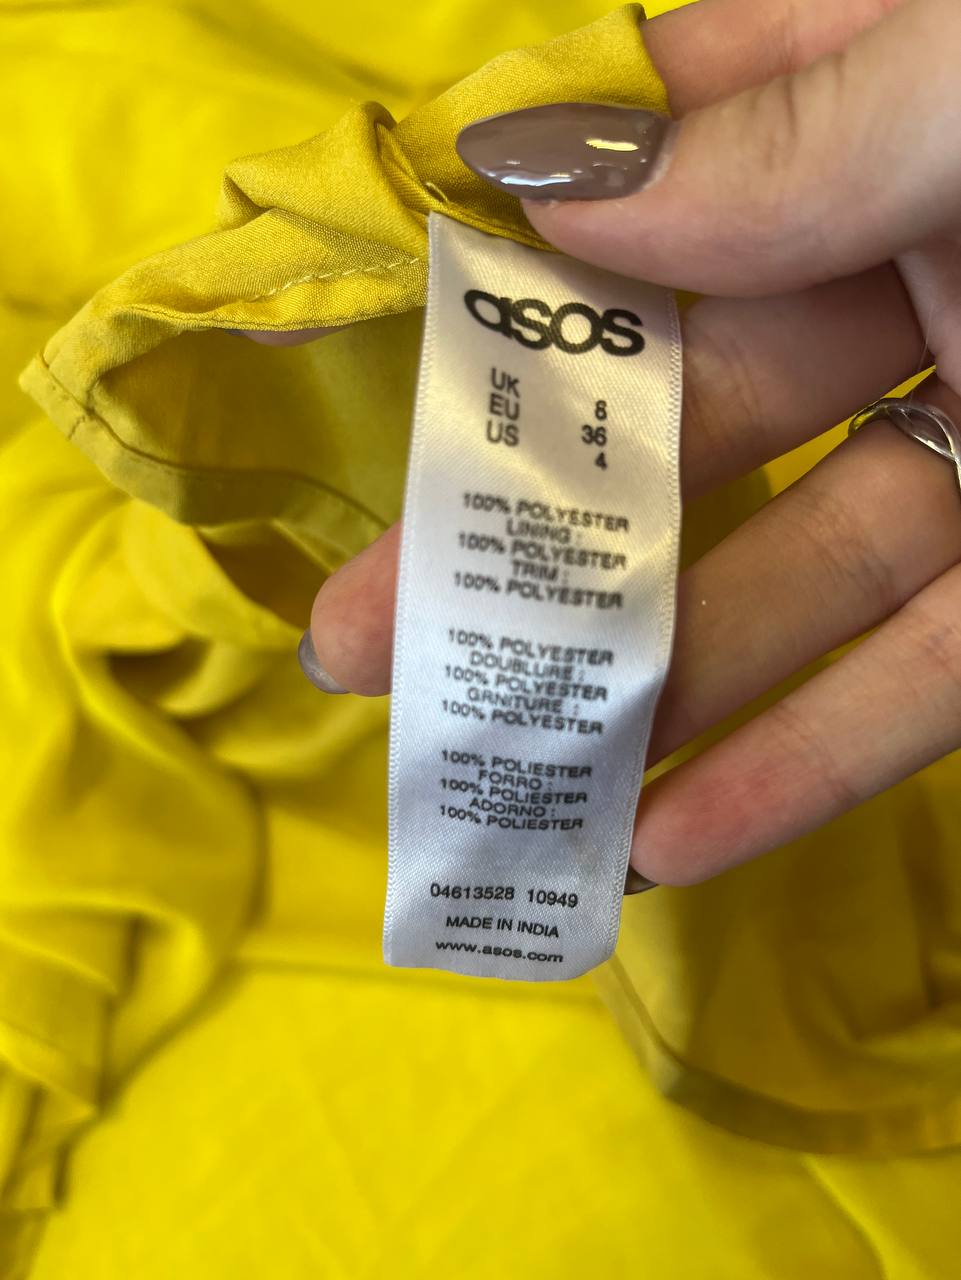 asos
UK 8
EU 36
US 4
100% POLYESTER
LINING :
100% POLYESTER
TRIM :
100% POLYESTER
100% POLYESTER
DOUBLURE :
100% POLYESTER
GRNITURE :
100% POLYESTER
100% POLIESTER
FORRO :
100% POLIESTER
ADORNO :
100% POLIESTER
04613528 10949
MADE IN INDIA
www.asos.com